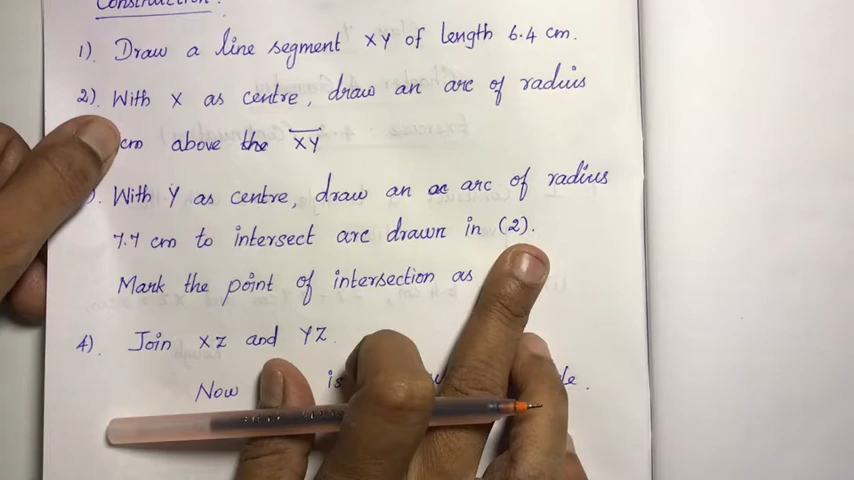 Construction:
1). Draw a line segment XY of length 6.4 cm.
2). With X as centre, draw an arc of radius
cm above the XY
). With Y as centre, draw an arc of radius
7.7 cm to intersect arc drawn in (2).
Mark the point of intersection as
4). Join XZ and YZ.
Now is